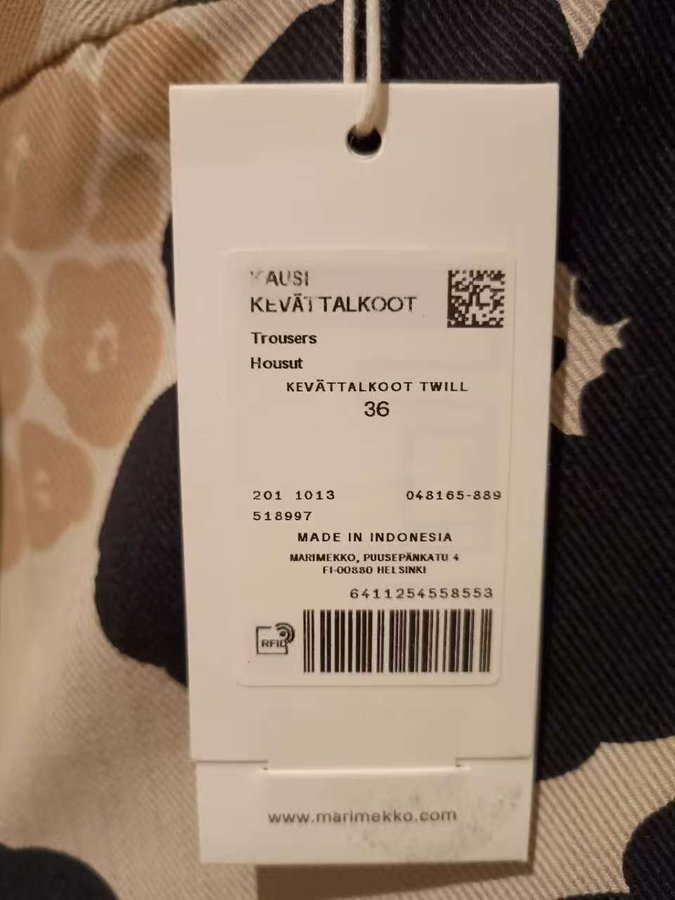 KAUSI
KEVÄTTALKOOT
Trousers
Housut
KEVÄTTALKOOT TWILL
36
201 1013 048165-889
518997
MADE IN INDONESIA
MARIMEKKO, PUUSEPÄNKATU 4
FI-00880 HELSINKI
6411254558553
RFID
www.marimekko.com